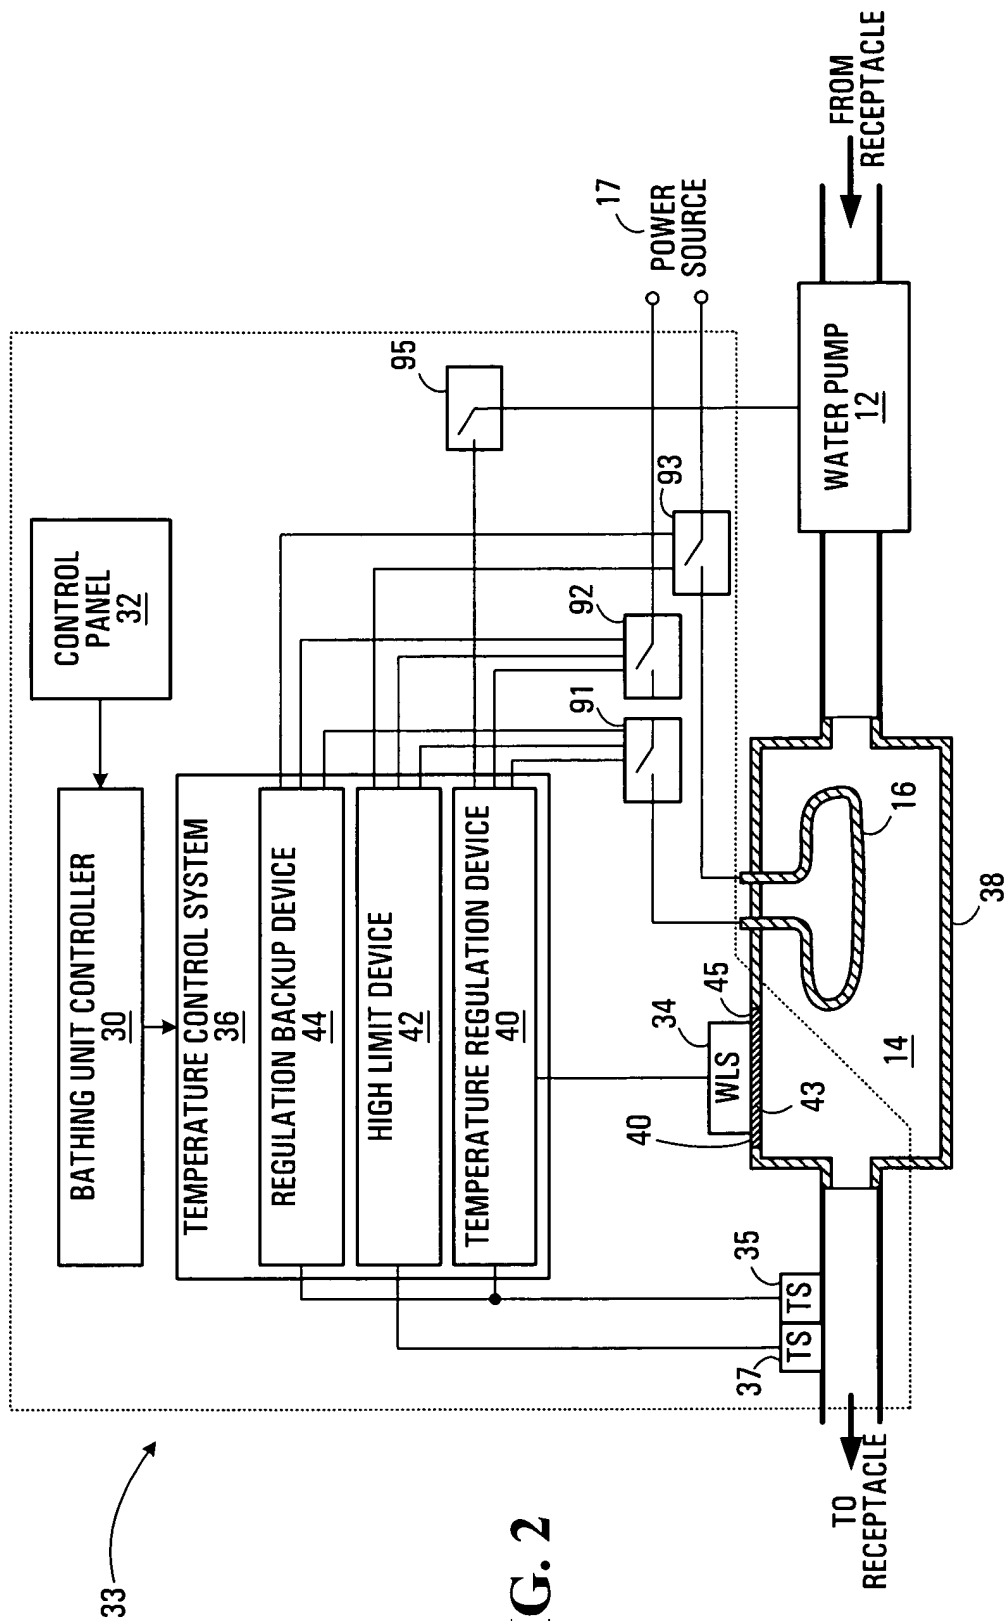 33
CONTROL
PANEL
32
BATHING UNIT CONTROLLER
30
TEMPERATURE CONTROL SYSTEM
36
REGULATION BACKUP DEVICE
44
HIGH LIMIT DEVICE
42
TEMPERATURE REGULATION DEVICE
40
95
93
92
91
17
POWER
SOURCE
37
TS
TS
35
40
WLS
34
45
43
14
16
38
WATER PUMP
12
FROM
RECEPTACLE
TO
RECEPTACLE
G. 2